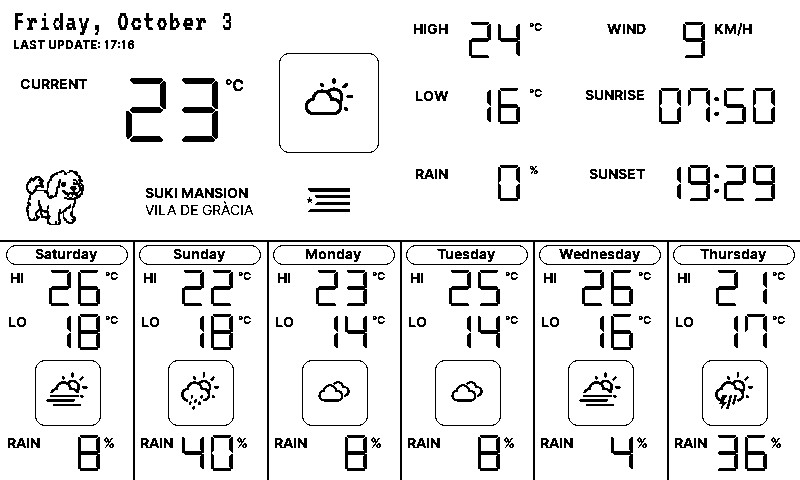 Friday, October 3
LAST UPDATE: 17:16
CURRENT 23 °C
HIGH 24 °C
WIND 9 KM/H
LOW 16 °C
SUNRISE 07:50
RAIN 0 %
SUNSET 19:29
SUKI MANSION
VILA DE GRÀCIA
Saturday
HI 26 °C
LO 18 °C
RAIN 8 %
Sunday
HI 22 °C
LO 18 °C
RAIN 40 %
Monday
HI 23 °C
LO 14 °C
RAIN 8 %
Tuesday
HI 25 °C
LO 14 °C
RAIN 8 %
Wednesday
HI 26 °C
LO 16 °C
RAIN 4 %
Thursday
HI 21 °C
LO 17 °C
RAIN 36 %